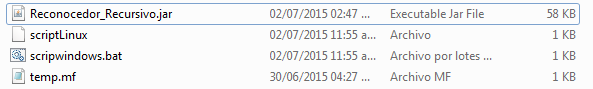 Reconocedor_Recursivo.jar 02/07/2015 02:47 ... Executable Jar File 58 KB
scriptLinux 02/07/2015 11:55 a... Archivo 1 KB
scripwindows.bat 02/07/2015 11:55 a... Archivo por lotes ... 1 KB
temp.mf 30/06/2015 04:27 ... Archivo MF 1 KB